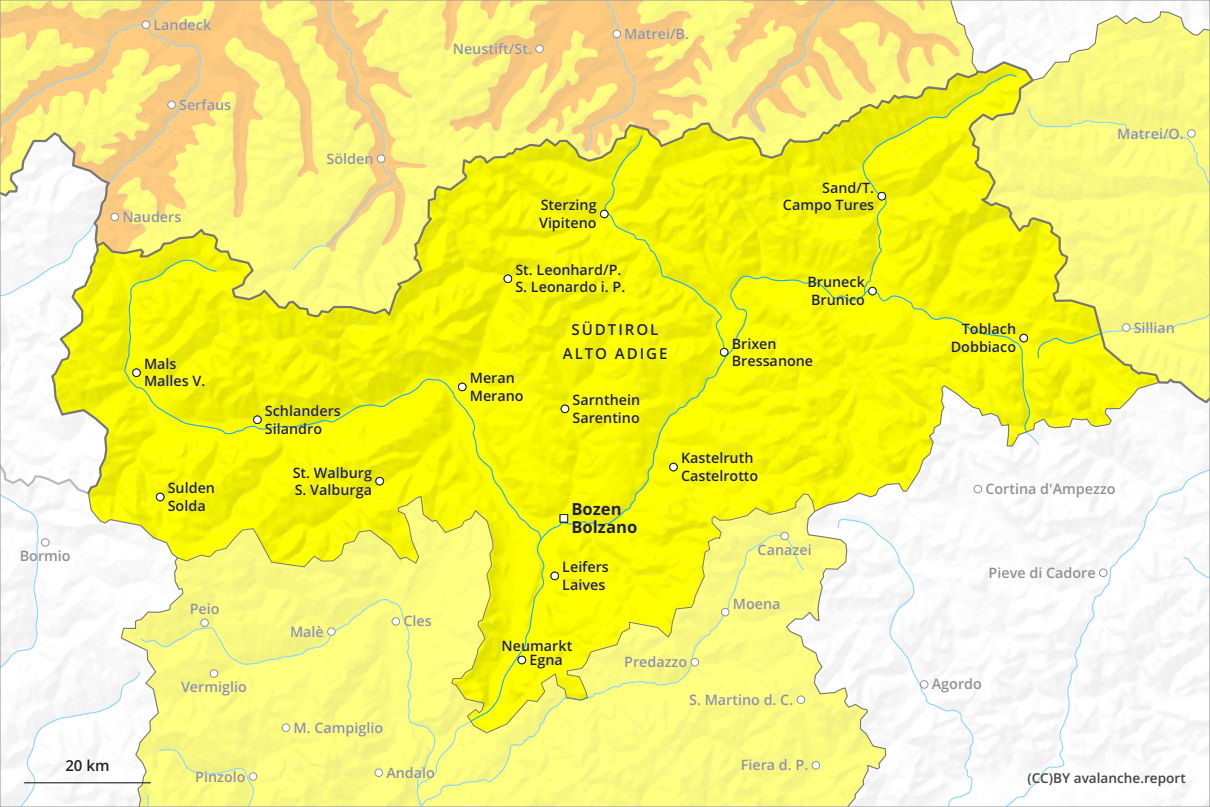 Landeck
Neustift/St.
Matrei/B.
Serfaus
Matrei/O.
Sölden
Nauders
Sand/T.
Campo Tures
Sterzing
Vipiteno
St. Leonhard/P.
S. Leonardo i. P.
Bruneck
Brunico
SÜDTIROL
ALTO ADIGE
Toblach
Dobbiaco
Sillian
Brixen
Bressanone
Mals
Malles V.
Meran
Merano
Sarnthein
Sarentino
Schlanders
Silandro
Kastelruth
Castelrotto
St. Walburg
S. Valburga
Sulden
Solda
Cortina d'Ampezzo
Bozen
Bolzano
Bormio
Canazei
Leifers
Laives
Pieve di Cadore
Peio
Moena
Malè
Cles
Neumarkt
Egna
Predazzo
Vermiglio
Agordo
S. Martino d. C.
M. Campiglio
Fiera d. P.
20 km
Pinzolo
Andalo
(CC)BY avalanche.report